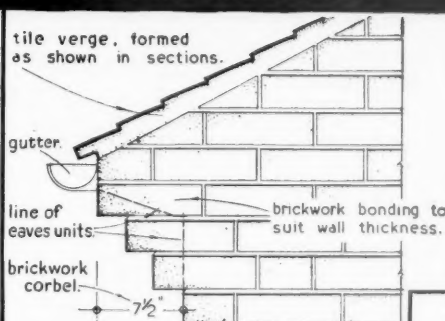 tile verge, formed
as shown in sections.
gutter.
line of
eaves units.
brickwork bonding to
suit wall thickness.
brickwork
corbel.
7½"